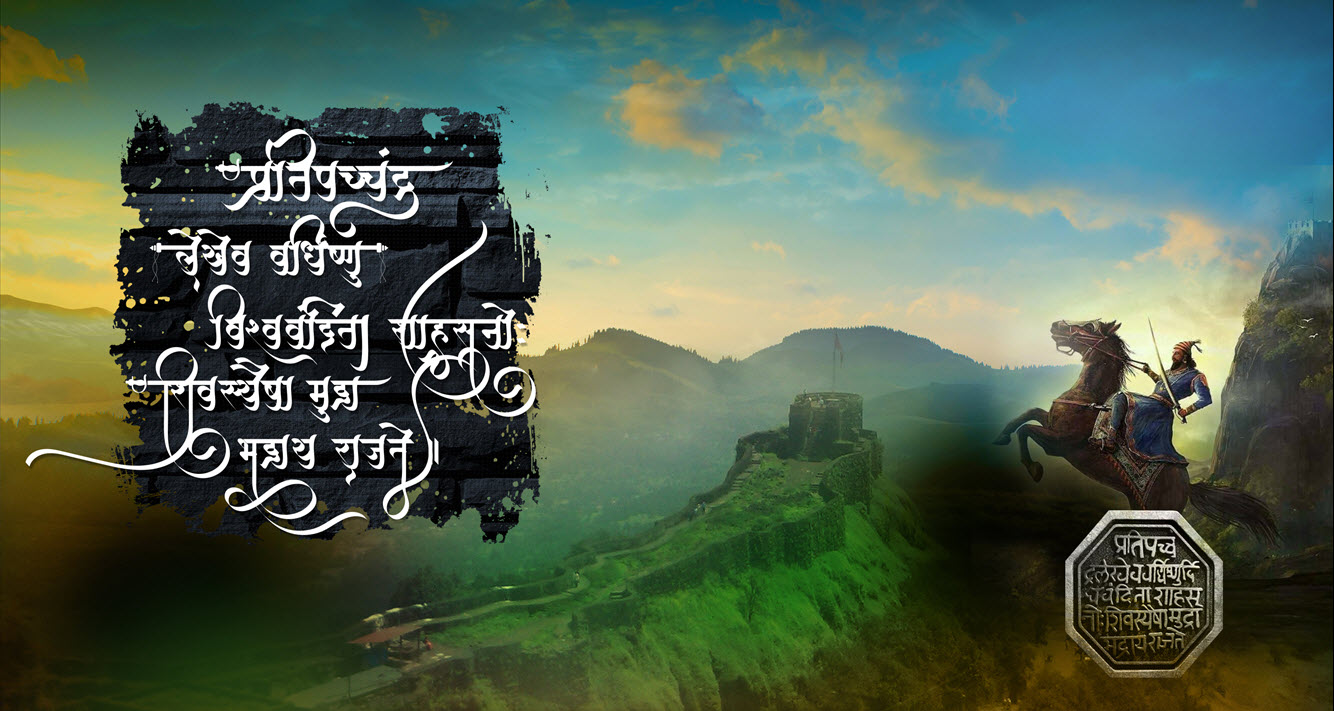 प्रतिपच्चंद्र
लेखेव वर्धिष्णु
विश्ववंदिता शाहसुनोः
शिवस्यैषा मुद्रा
भद्राय राजते॥
प्रतिपच्च
द्रलेखेव वर्धिष्णुर्वि
श्ववंदिता शाहसू
नोः शिवस्यैषा मुद्रा
भद्राय राजते